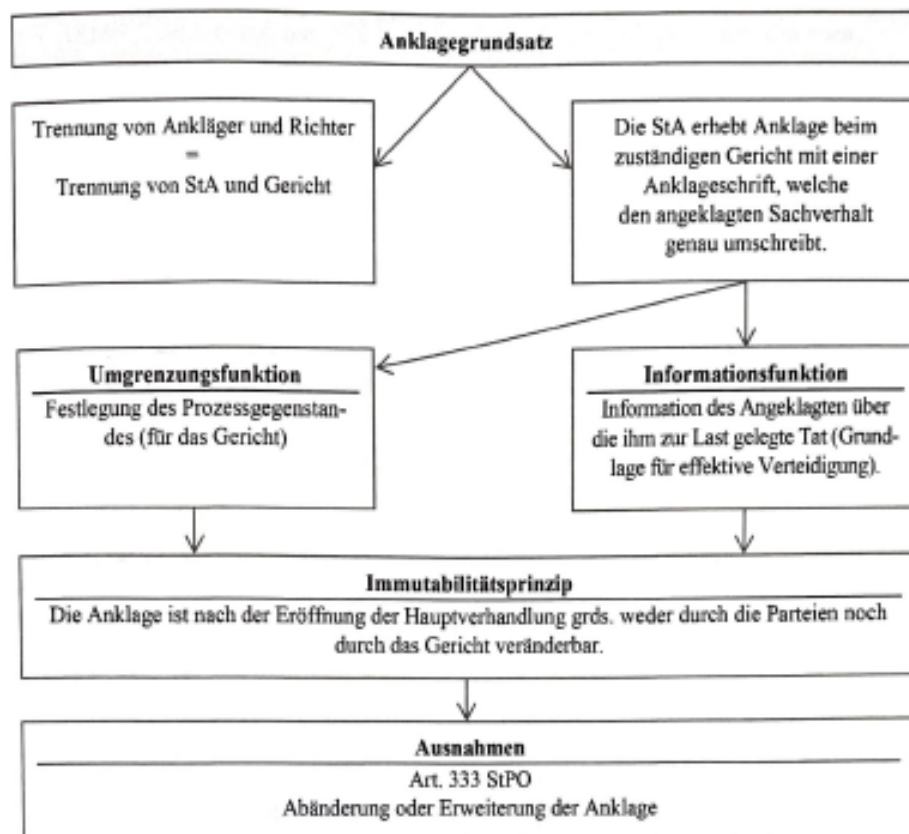 Anklagegrundsatz
Trennung von Ankläger und Richter
=
Trennung von StA und Gericht
Die StA erhebt Anklage beim
zuständigen Gericht mit einer
Anklageschrift, welche
den angeklagten Sachverhalt
genau umschreibt.
Umgrenzungsfunktion
Festlegung des Prozessgegenstan-
des (für das Gericht)
Informationsfunktion
Information des Angeklagten über
die ihm zur Last gelegte Tat (Grund-
lage für effektive Verteidigung).
Immutabilitätsprinzip
Die Anklage ist nach der Eröffnung der Hauptverhandlung grds. weder durch die Parteien noch
durch das Gericht veränderbar.
Ausnahmen
Art. 333 StPO
Abänderung oder Erweiterung der Anklage